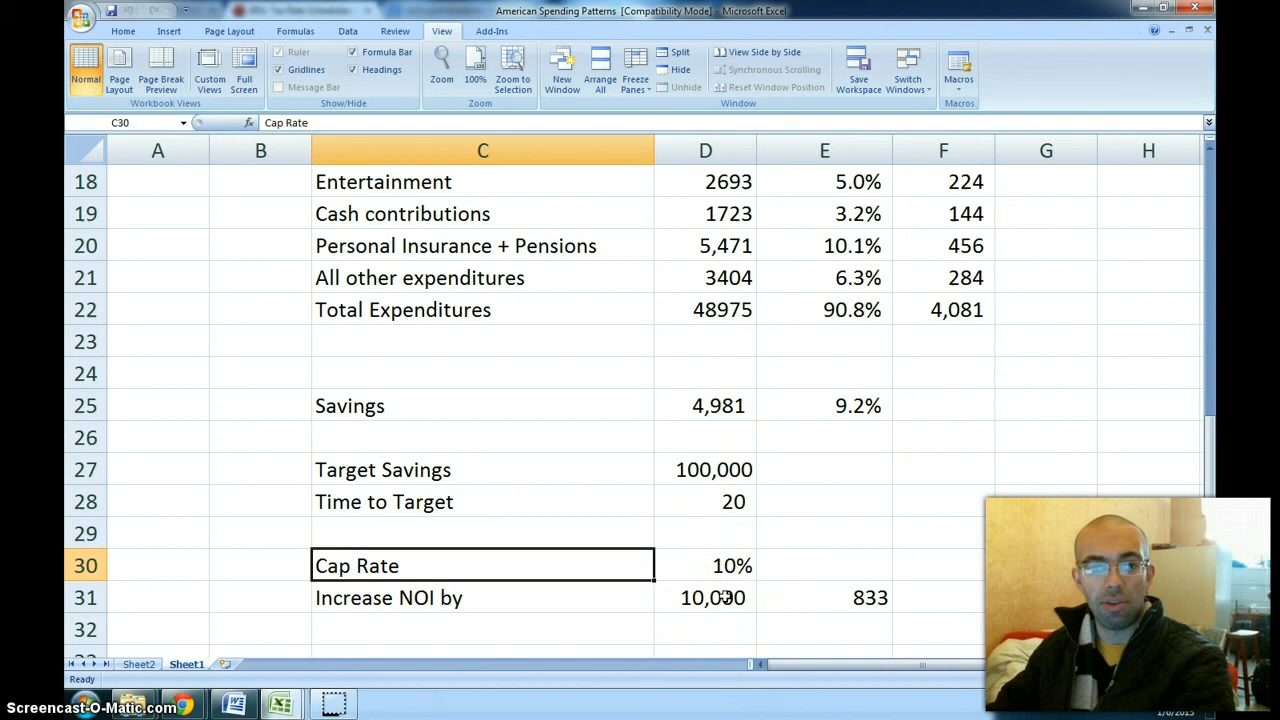 American Spending Patterns [Compatibility Mode] - Microsoft Excel
Home Insert Page Layout Formulas Data Review View Add-Ins
Normal Page Layout Page Break Preview Custom Views Full Screen
Workbook Views
Ruler Formula Bar
Gridlines Headings
Message Bar
Show/Hide
Zoom 100% Zoom to Selection
Zoom
New Window Arrange All Freeze Panes
Split
Hide
Unhide
View Side by Side
Synchronous Scrolling
Reset Window Position
Save Workspace Switch Windows
Window
Macros
Macros
C30 fx Cap Rate
A B C D E F G H
18 Entertainment 2693 5.0% 224
19 Cash contributions 1723 3.2% 144
20 Personal Insurance + Pensions 5,471 10.1% 456
21 All other expenditures 3404 6.3% 284
22 Total Expenditures 48975 90.8% 4,081
23
24
25 Savings 4,981 9.2%
26
27 Target Savings 100,000
28 Time to Target 20
29
30 Cap Rate 10%
31 Increase NOI by 10,000 833
32
Sheet2 Sheet1
Ready
Screencast-O-Matic.com
1/6/2013